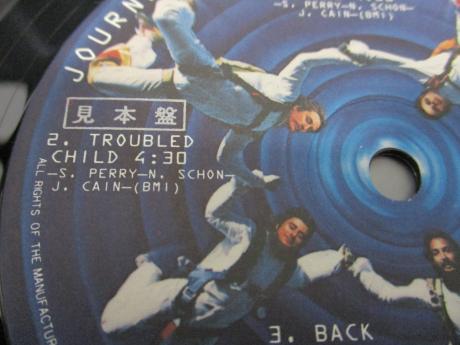 JOURN
—S. PERRY—N. SCHON—
J. CAIN—(BMI)
見本盤
2. TROUBLED
CHILD 4:30
—S. PERRY—N. SCHON—
J. CAIN—(BMI)
ALL RIGHTS OF THE MANUFACTUR
3. BACK